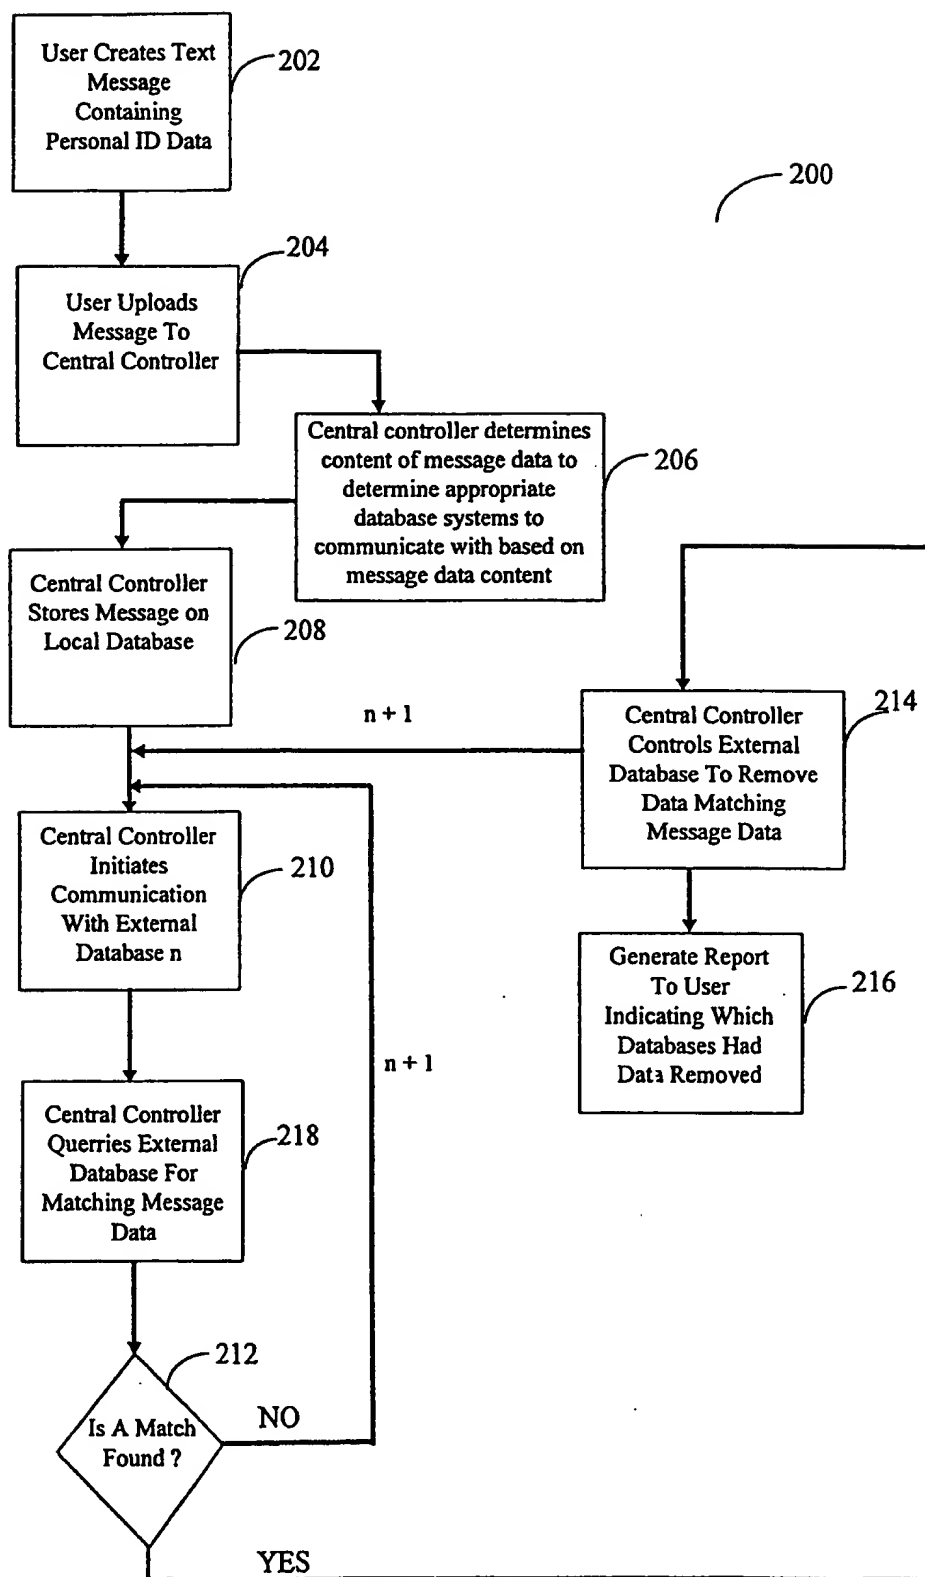 User Creates Text
Message
Containing
Personal ID Data
202
200
204
User Uploads
Message To
Central Controller
Central controller determines
content of message data to
determine appropriate
database systems to
communicate with based on
message data content
206
Central Controller
Stores Message on
Local Database
208
n + 1
Central Controller
Controls External
Database To Remove
Data Matching
Message Data
214
Central Controller
Initiates
Communication
With External
Database n
210
Generate Report
To User
Indicating Which
Databases Had
Data Removed
216
n + 1
Central Controller
Querries External
Database For
Matching Message
Data
218
212
Is A Match
Found ?
NO
YES